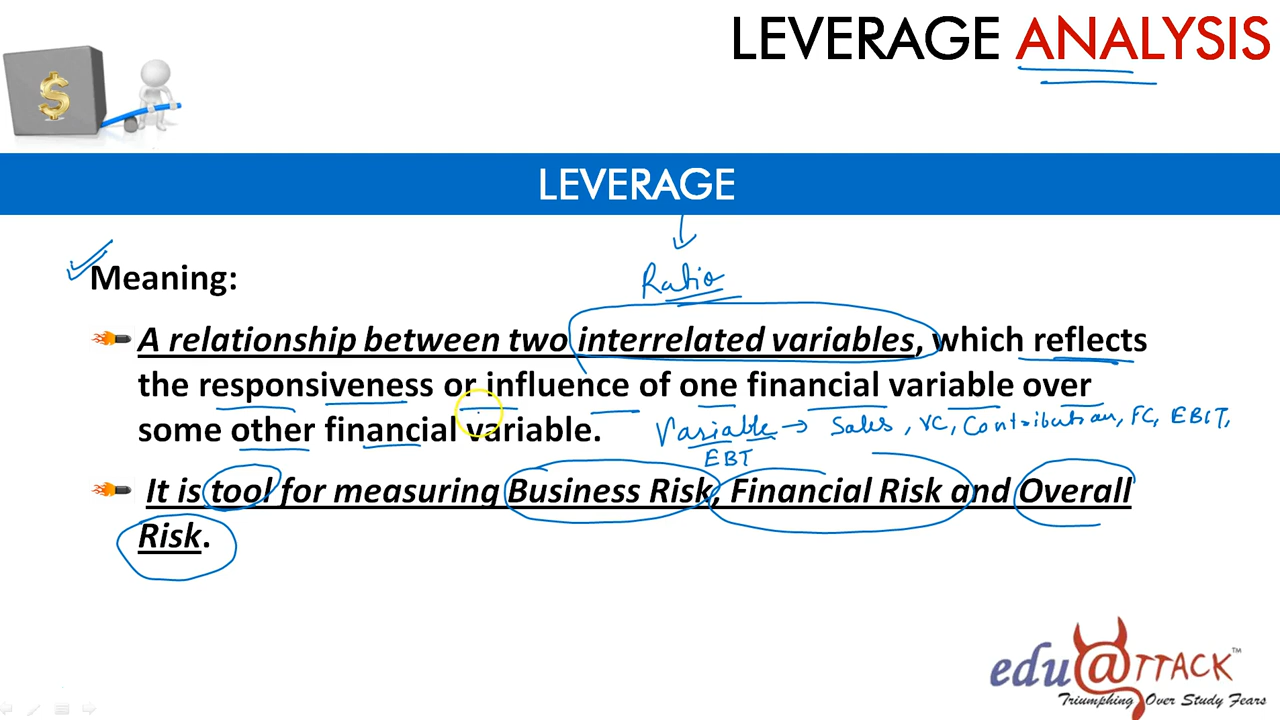 LEVERAGE ANALYSIS
$
LEVERAGE
Ratio
Meaning:
A relationship between two interrelated variables, which reflects
the responsiveness or influence of one financial variable over
some other financial variable.
Variable → Sales, VC, Contribution, FC, EBIT,
EBT
It is tool for measuring Business Risk, Financial Risk and Overall
Risk.
edu@TTACK™
Triumphing Over Study Fears